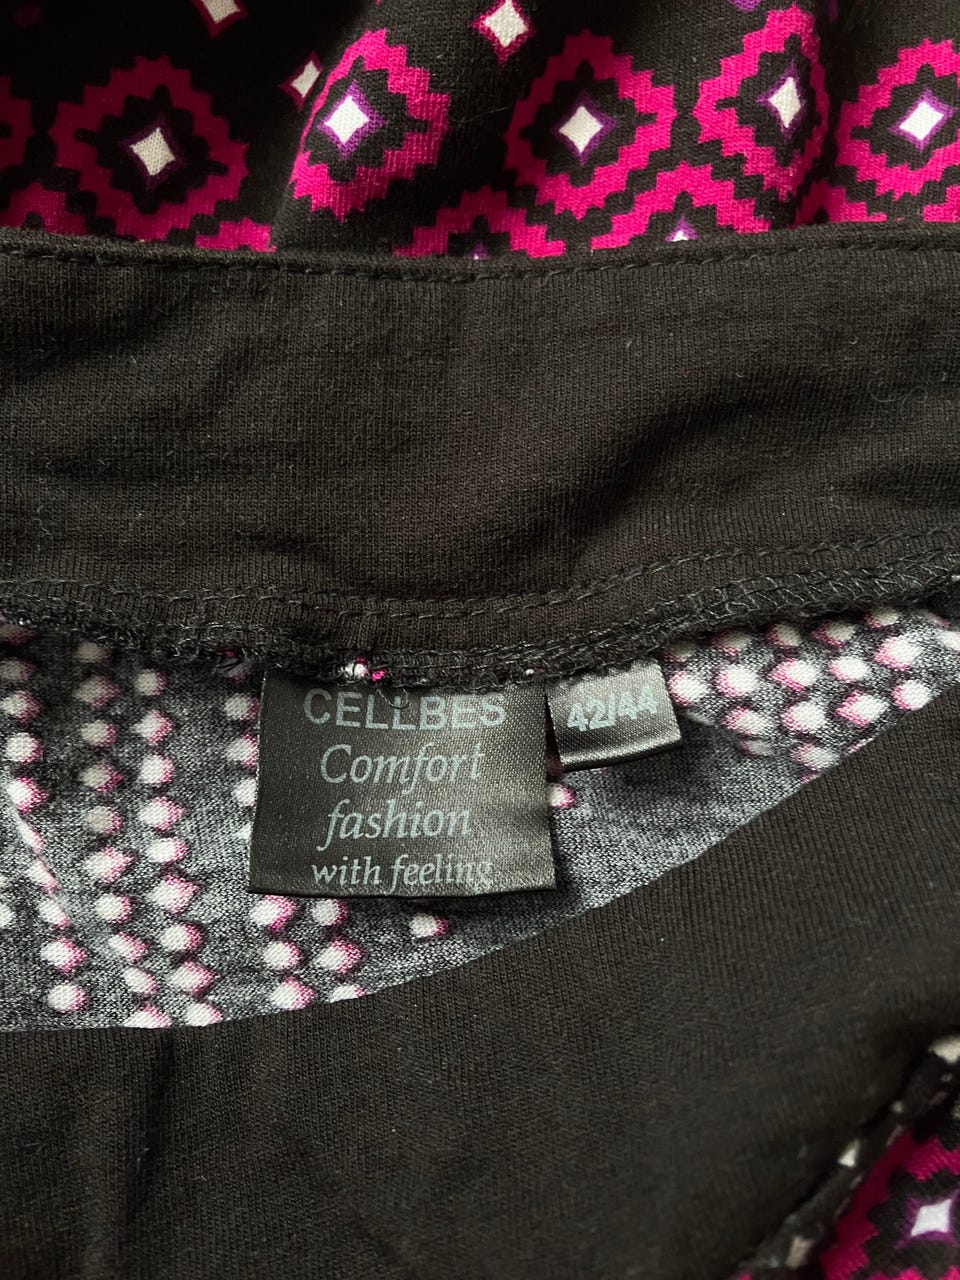 CELLBES
Comfort
fashion
with feeling
42/44